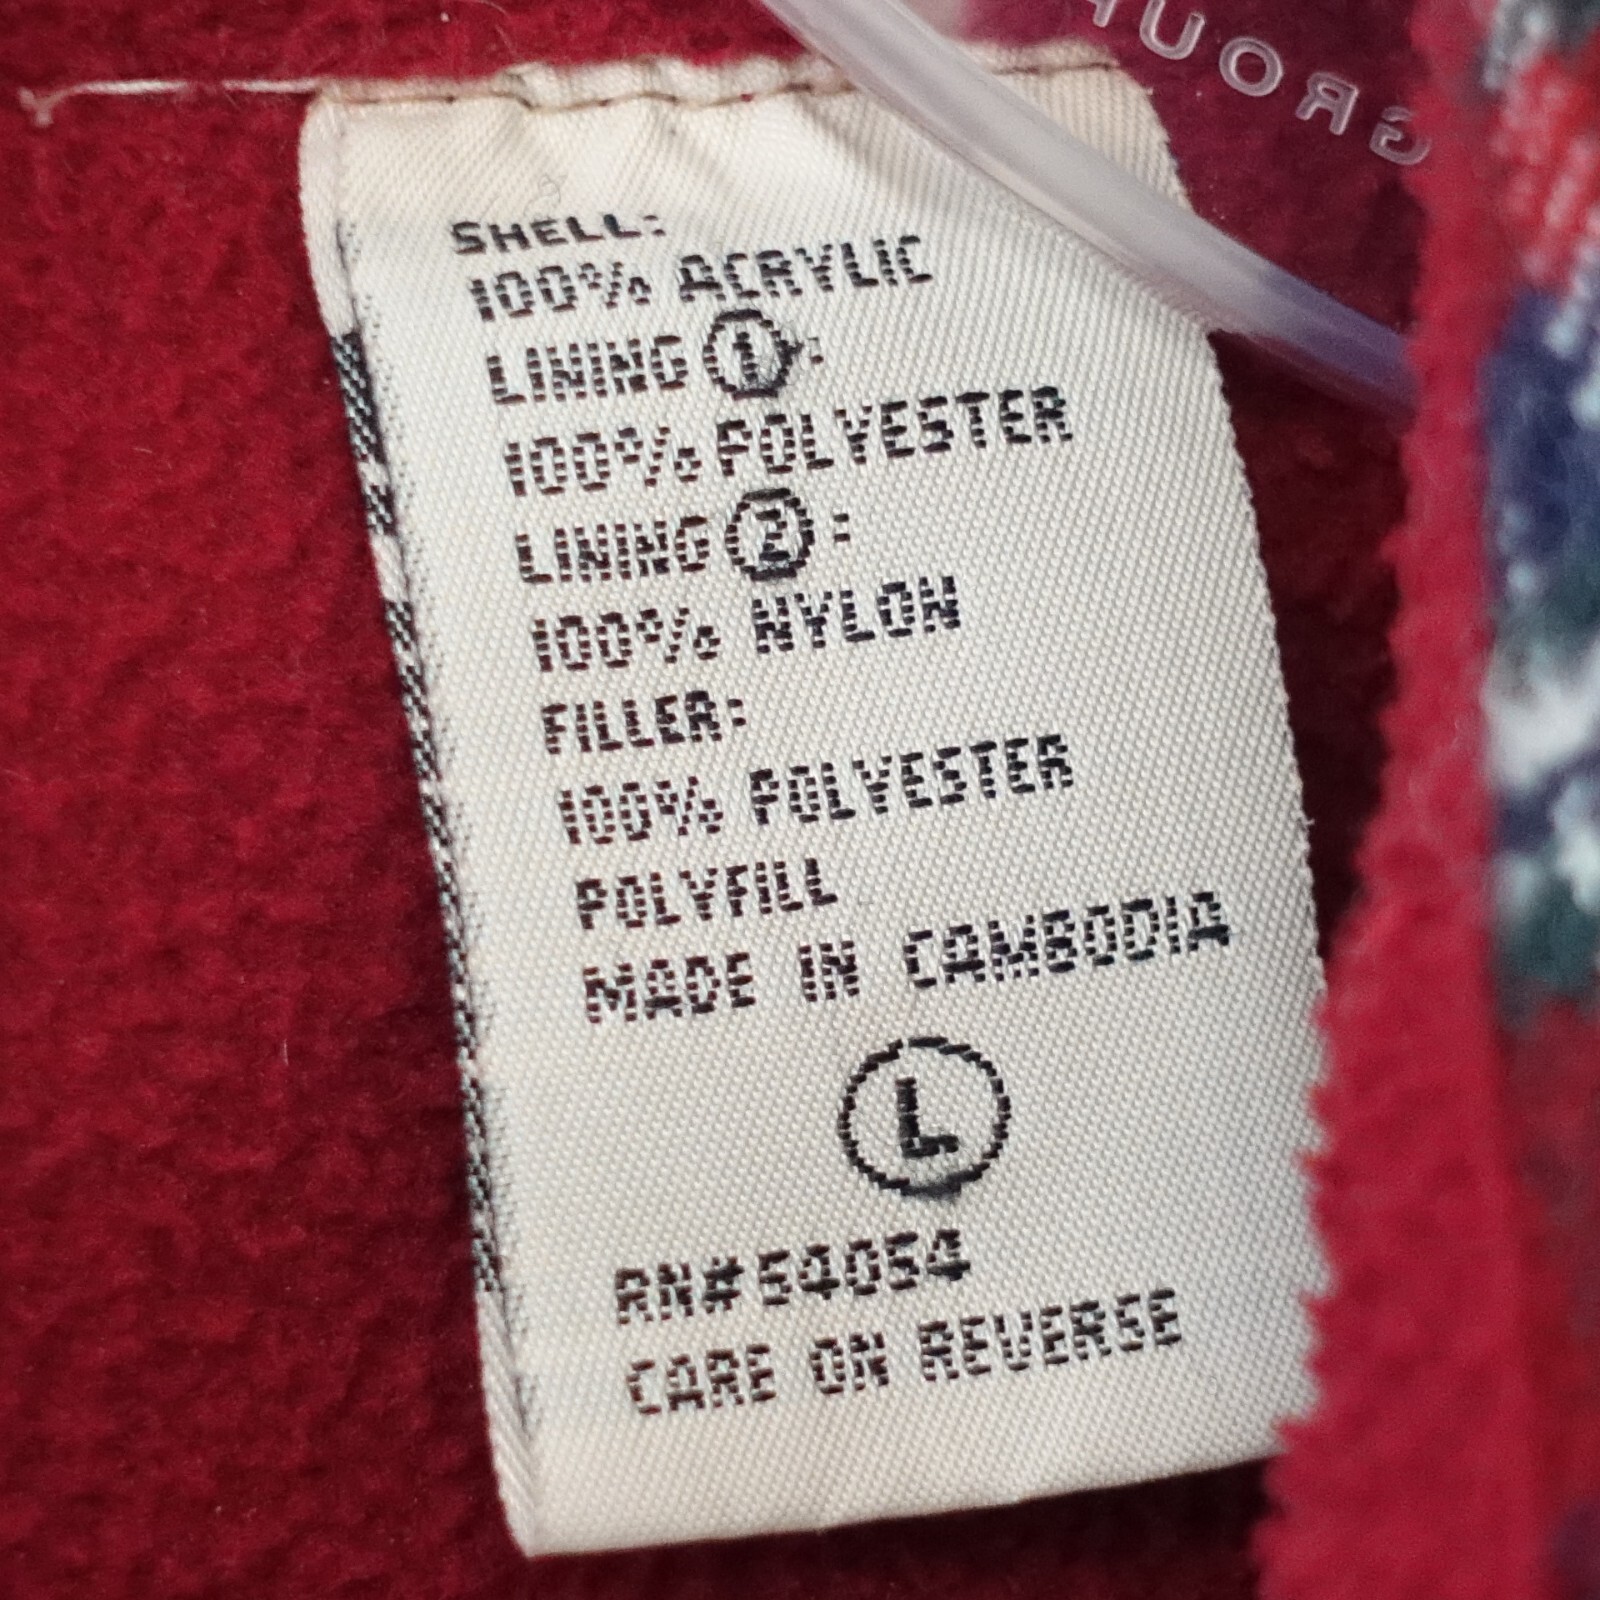 GROUP
SHELL:
100% ACRYLIC
LINING ①:
100% POLYESTER
LINING ②:
100% NYLON
FILLER:
100% POLYESTER
POLYFILL
MADE IN CAMBODIA
L
RN#54054
CARE ON REVERSE